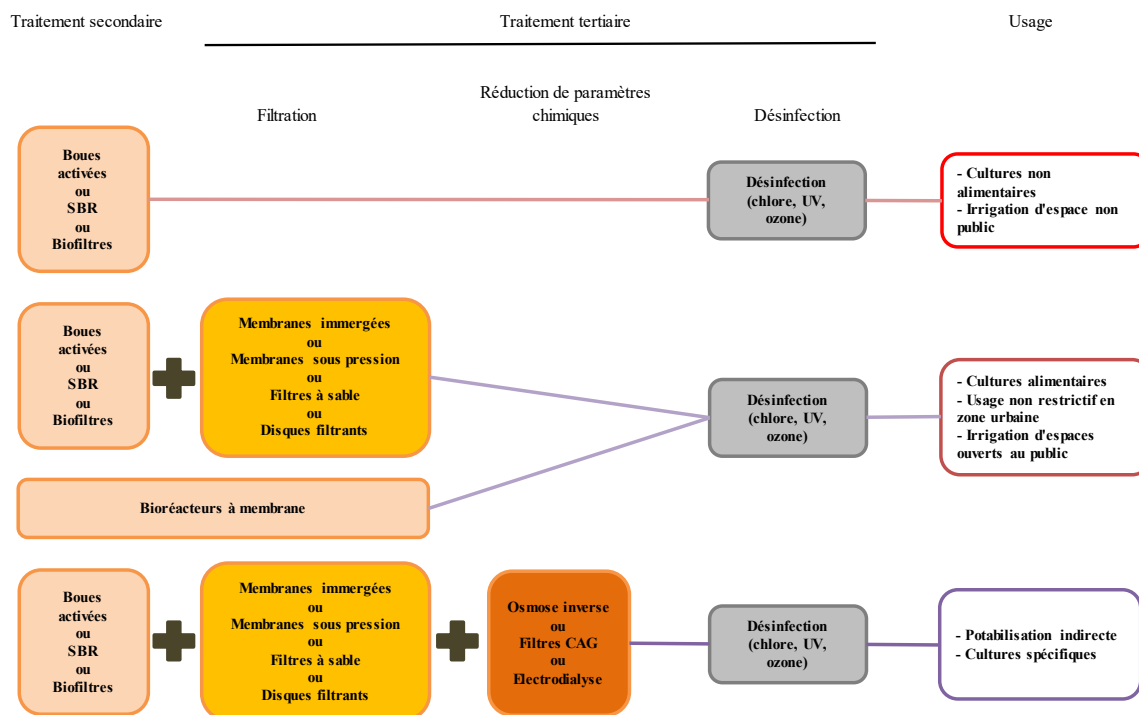 Traitement secondaire
Traitement tertiaire
Usage
Filtration
Réduction de paramètres
chimiques
Désinfection
Boues
activées
ou
SBR
ou
Biofiltres
Désinfection
(chlore, UV,
ozone)
- Cultures non
alimentaires
- Irrigation d'espace non
public
Boues
activées
ou
SBR
ou
Biofiltres
Membranes immergées
ou
Membranes sous pression
ou
Filtres à sable
ou
Disques filtrants
Désinfection
(chlore, UV,
ozone)
- Cultures alimentaires
- Usage non restrictif en
zone urbaine
- Irrigation d'espaces
ouverts au public
Bioréacteurs à membrane
Boues
activées
ou
SBR
ou
Biofiltres
Membranes immergées
ou
Membranes sous pression
ou
Filtres à sable
ou
Disques filtrants
Osmose inverse
ou
Filtres CAG
ou
Electrodialyse
Désinfection
(chlore, UV,
ozone)
- Potabilisation indirecte
- Cultures spécifiques